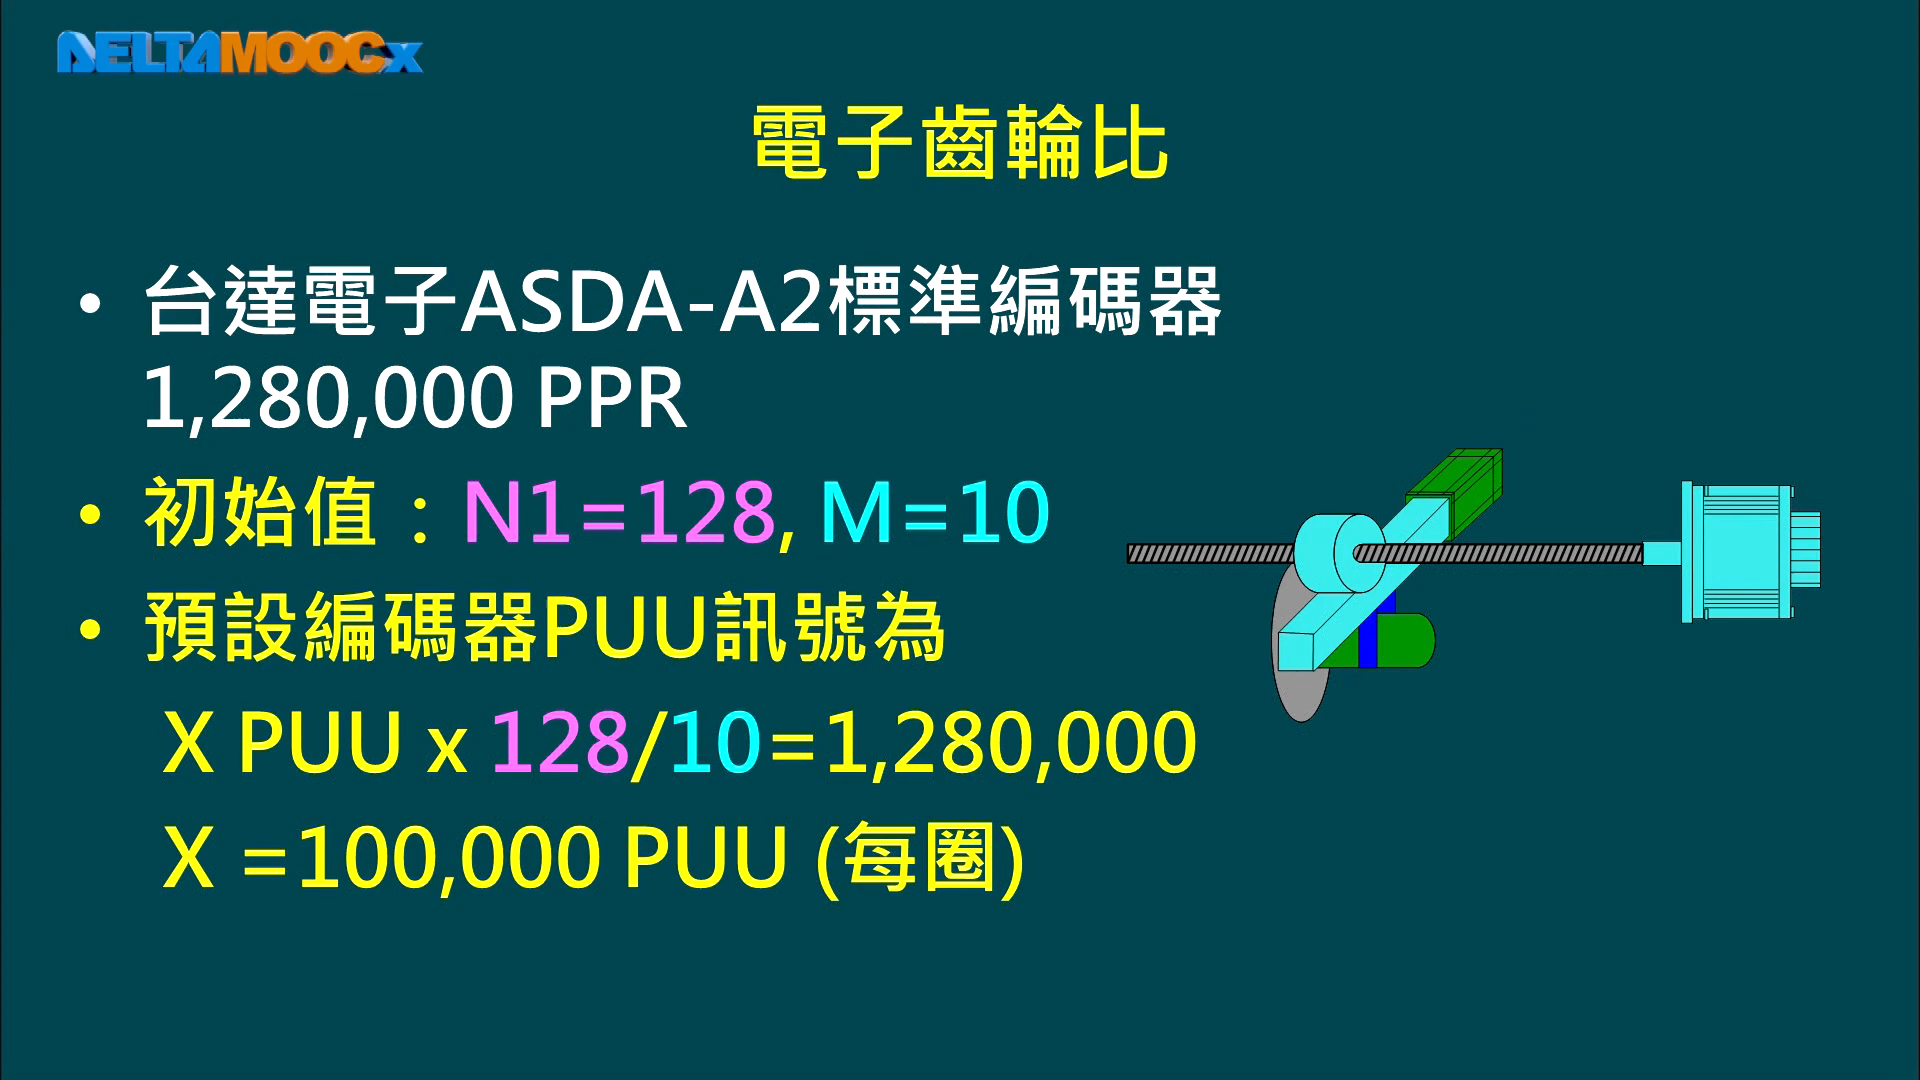 DELTAMOOCx
電子齒輪比
• 台達電子ASDA-A2標準編碼器
1,280,000 PPR
• 初始值：N1=128, M=10
• 預設編碼器PUU訊號為
X PUU x 128/10=1,280,000
X =100,000 PUU (每圈)